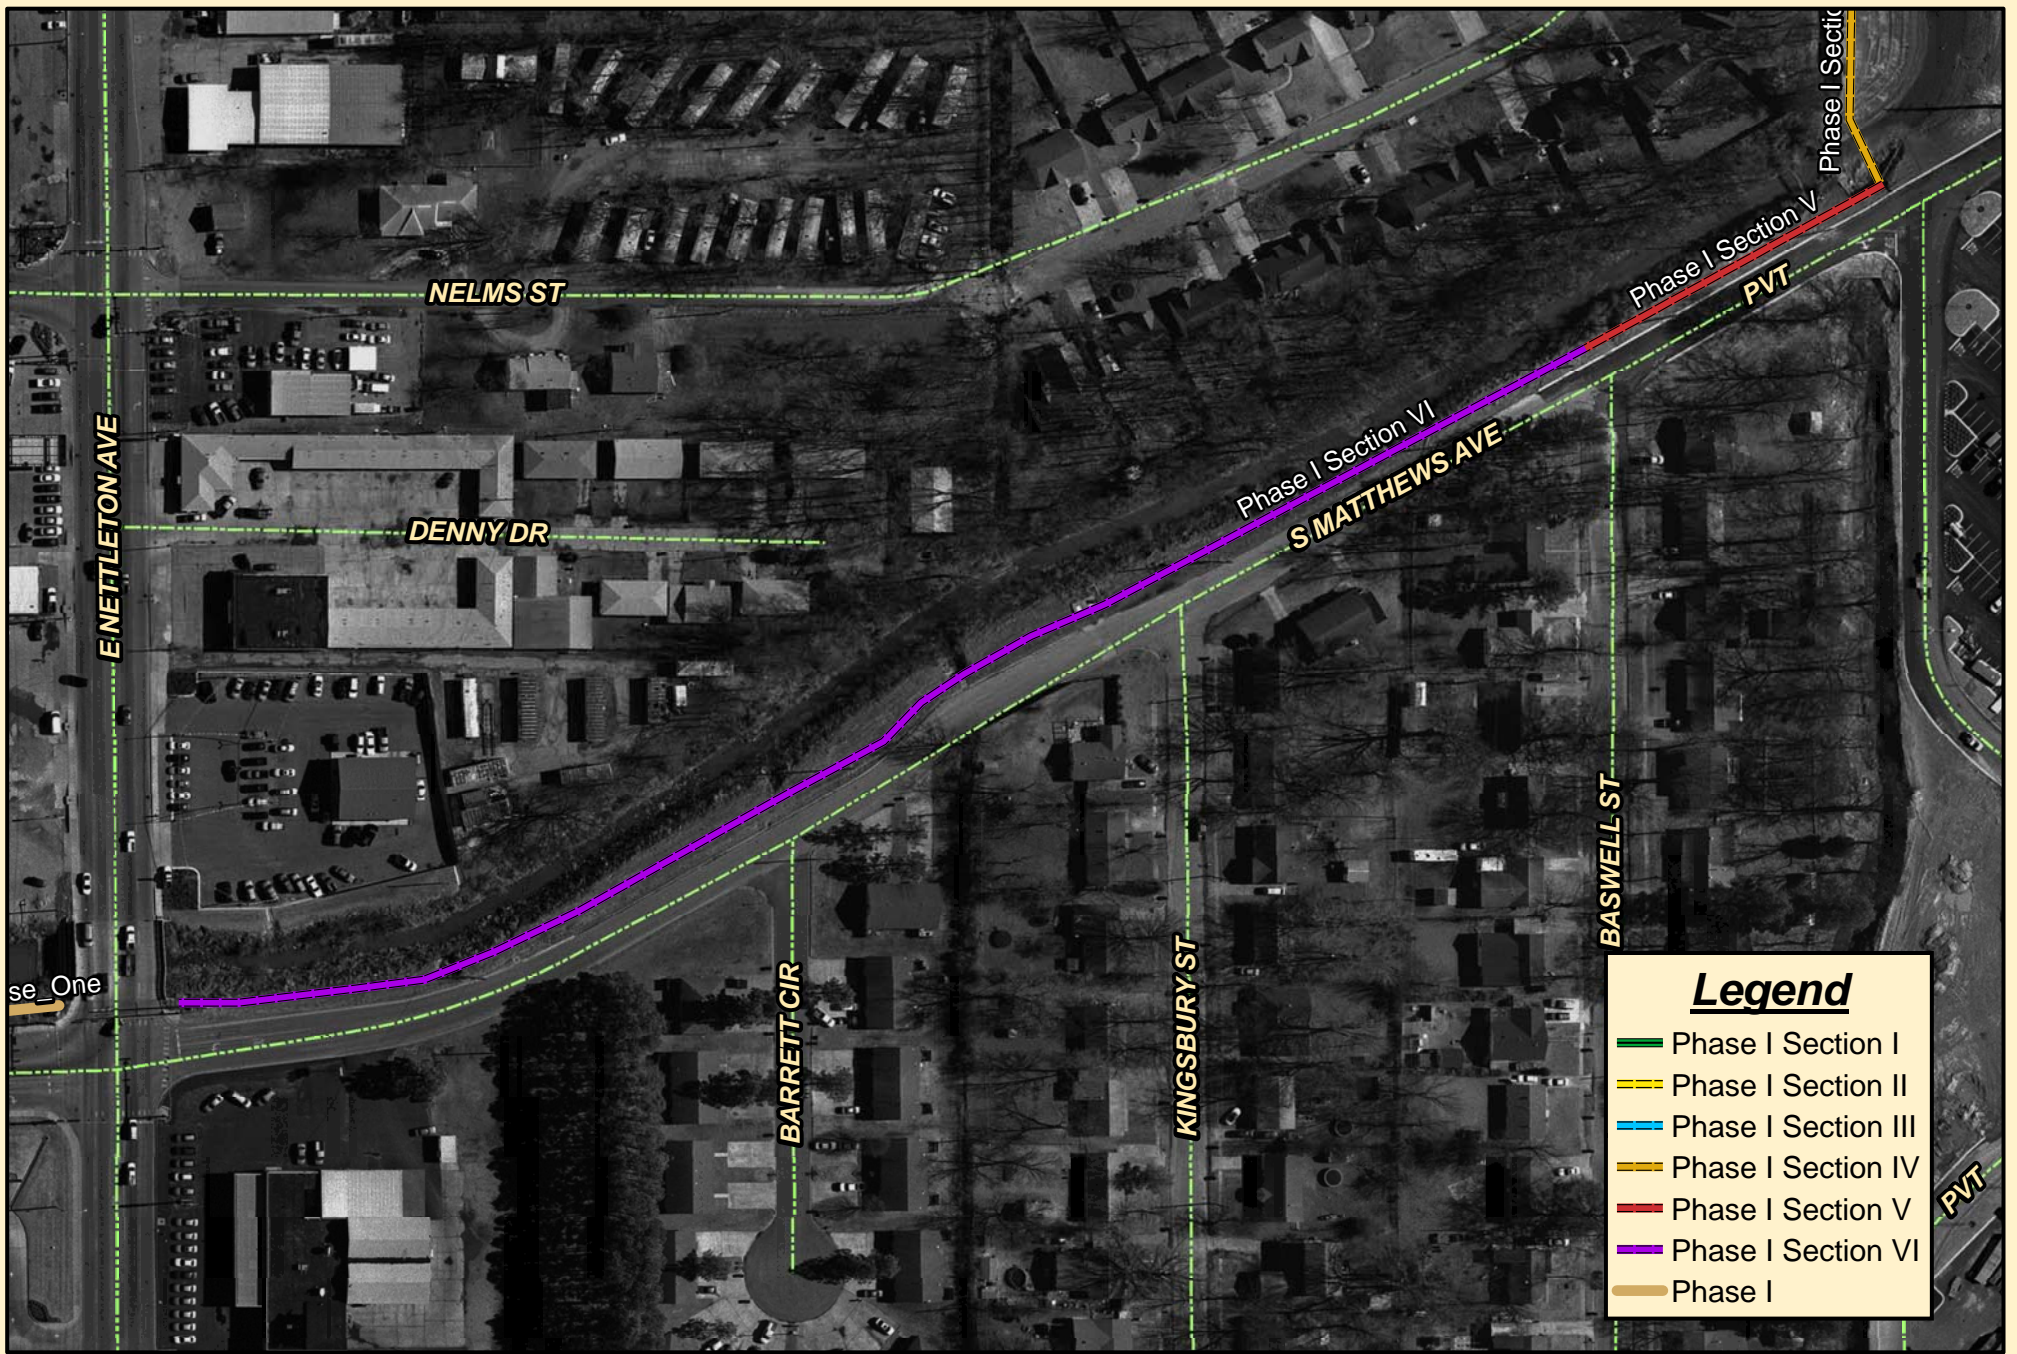 Phase I Sectio
Phase I Section V
PVT
NELMS ST
Phase I Section VI
S MATTHEWS AVE
E NETTLETON AVE
DENNY DR
BASWELL ST
se_One
BARRETT CIR
KINGSBURY ST
PVT
Legend
Phase I Section I
Phase I Section II
Phase I Section III
Phase I Section IV
Phase I Section V
Phase I Section VI
Phase I